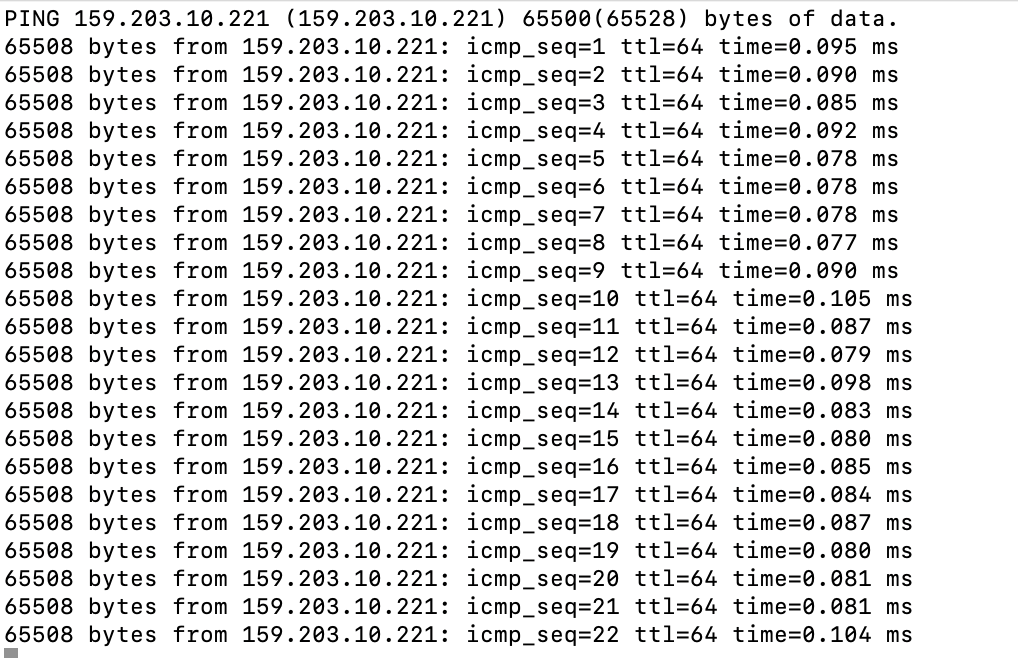 PING 159.203.10.221 (159.203.10.221) 65500(65528) bytes of data.
65508 bytes from 159.203.10.221: icmp_seq=1 ttl=64 time=0.095 ms
65508 bytes from 159.203.10.221: icmp_seq=2 ttl=64 time=0.090 ms
65508 bytes from 159.203.10.221: icmp_seq=3 ttl=64 time=0.085 ms
65508 bytes from 159.203.10.221: icmp_seq=4 ttl=64 time=0.092 ms
65508 bytes from 159.203.10.221: icmp_seq=5 ttl=64 time=0.078 ms
65508 bytes from 159.203.10.221: icmp_seq=6 ttl=64 time=0.078 ms
65508 bytes from 159.203.10.221: icmp_seq=7 ttl=64 time=0.078 ms
65508 bytes from 159.203.10.221: icmp_seq=8 ttl=64 time=0.077 ms
65508 bytes from 159.203.10.221: icmp_seq=9 ttl=64 time=0.090 ms
65508 bytes from 159.203.10.221: icmp_seq=10 ttl=64 time=0.105 ms
65508 bytes from 159.203.10.221: icmp_seq=11 ttl=64 time=0.087 ms
65508 bytes from 159.203.10.221: icmp_seq=12 ttl=64 time=0.079 ms
65508 bytes from 159.203.10.221: icmp_seq=13 ttl=64 time=0.098 ms
65508 bytes from 159.203.10.221: icmp_seq=14 ttl=64 time=0.083 ms
65508 bytes from 159.203.10.221: icmp_seq=15 ttl=64 time=0.080 ms
65508 bytes from 159.203.10.221: icmp_seq=16 ttl=64 time=0.085 ms
65508 bytes from 159.203.10.221: icmp_seq=17 ttl=64 time=0.084 ms
65508 bytes from 159.203.10.221: icmp_seq=18 ttl=64 time=0.087 ms
65508 bytes from 159.203.10.221: icmp_seq=19 ttl=64 time=0.080 ms
65508 bytes from 159.203.10.221: icmp_seq=20 ttl=64 time=0.081 ms
65508 bytes from 159.203.10.221: icmp_seq=21 ttl=64 time=0.081 ms
65508 bytes from 159.203.10.221: icmp_seq=22 ttl=64 time=0.104 ms